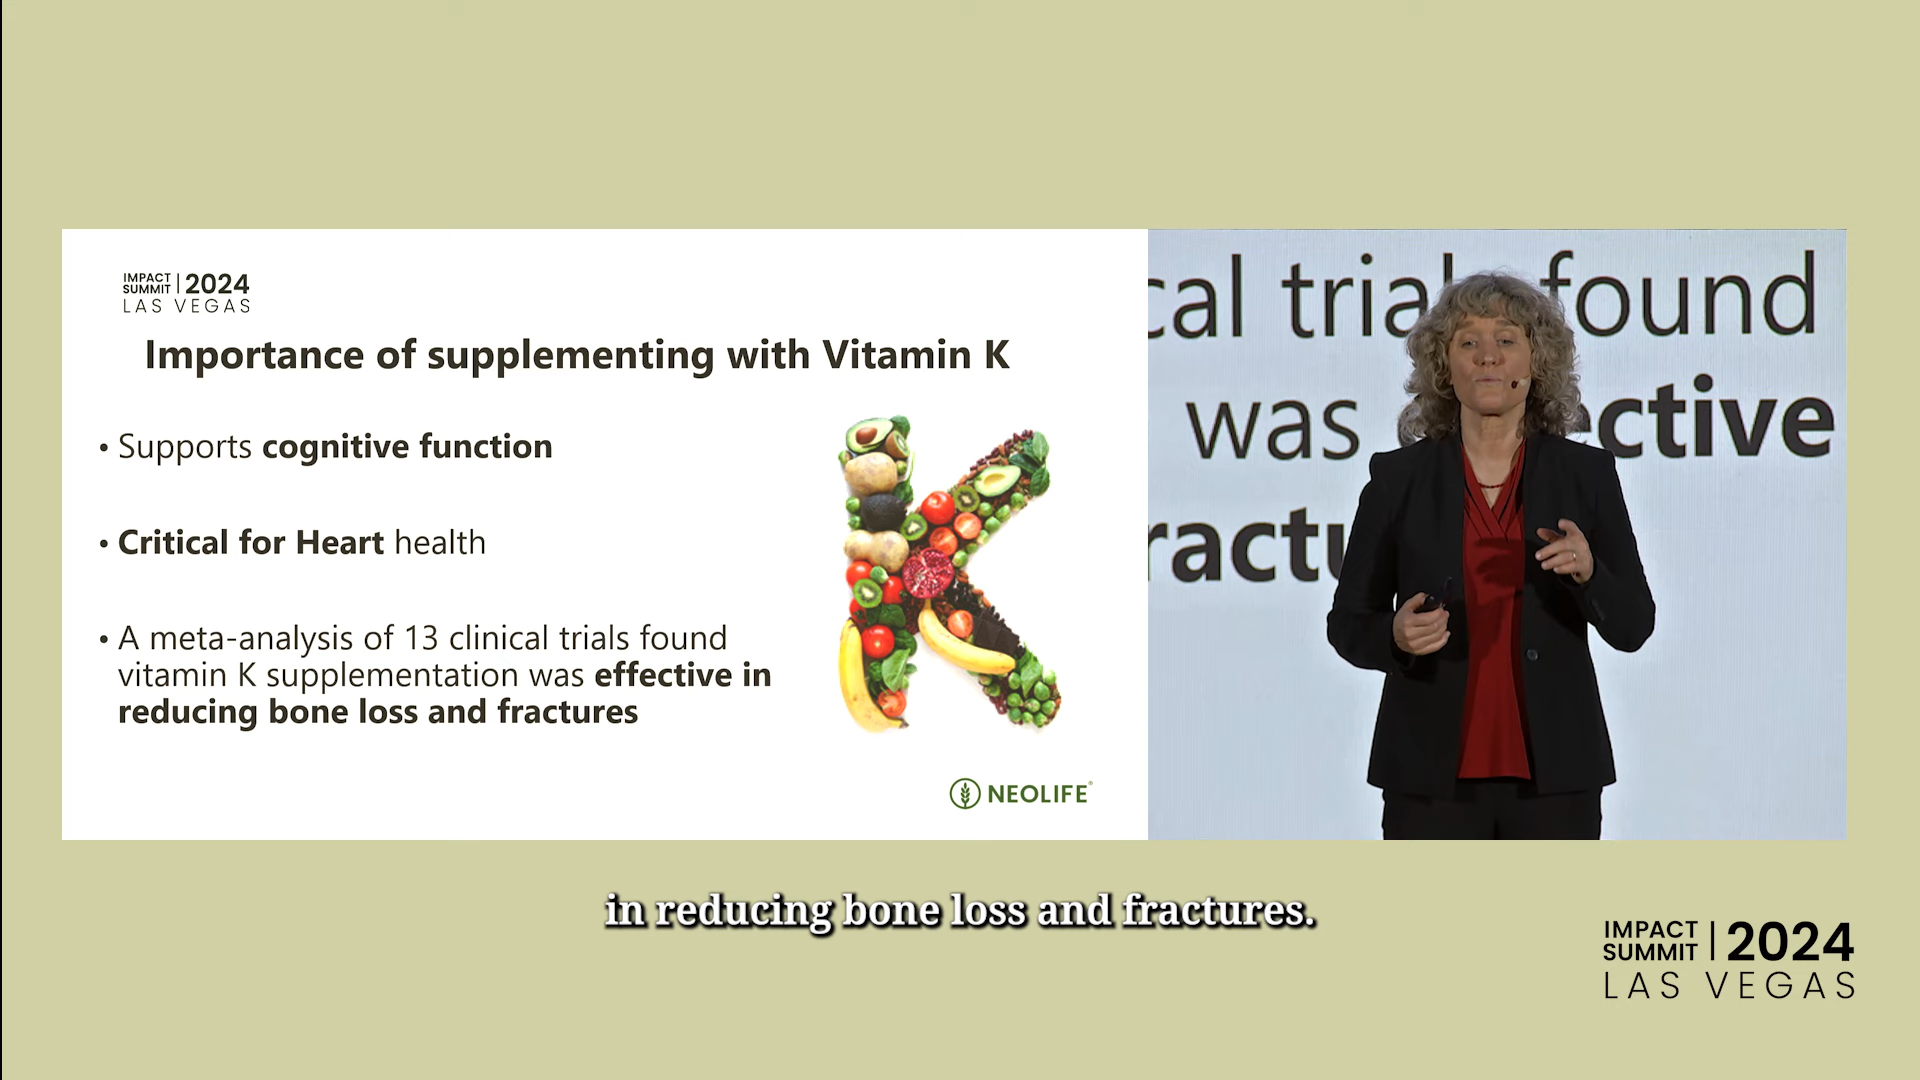 IMPACT SUMMIT | 2024
LAS VEGAS
Importance of supplementing with Vitamin K
• Supports cognitive function
• Critical for Heart health
• A meta-analysis of 13 clinical trials found
vitamin K supplementation was effective in
reducing bone loss and fractures
NEOLIFE®
cal trial found
was ective
ractu
in reducing bone loss and fractures.
IMPACT SUMMIT | 2024
LAS VEGAS